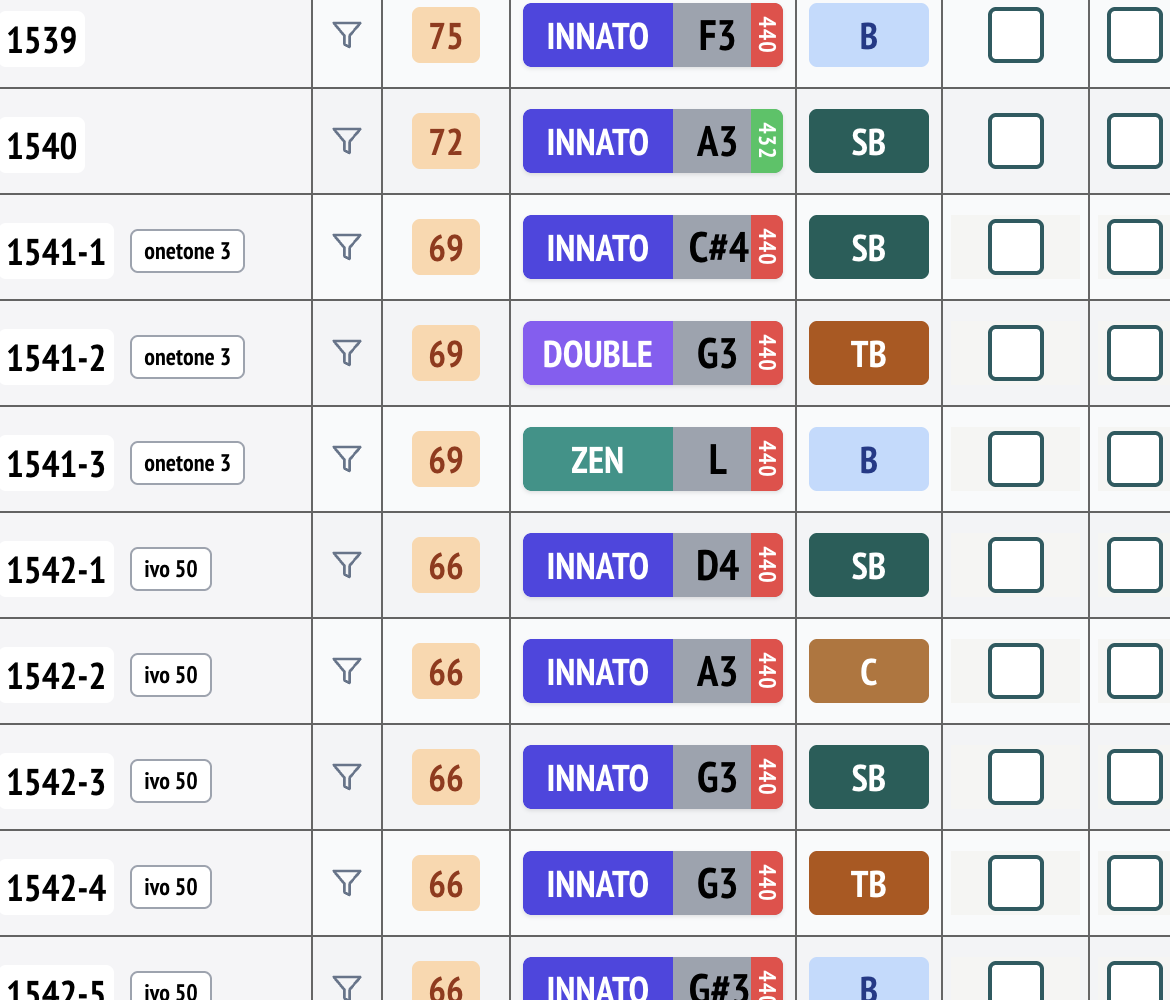 1539 75 INNATO F3 440 B
1540 72 INNATO A3 432 SB
1541-1 onetone 3 69 INNATO C#4 440 SB
1541-2 onetone 3 69 DOUBLE G3 440 TB
1541-3 onetone 3 69 ZEN L 440 B
1542-1 ivo 50 66 INNATO D4 440 SB
1542-2 ivo 50 66 INNATO A3 440 C
1542-3 ivo 50 66 INNATO G3 440 SB
1542-4 ivo 50 66 INNATO G3 440 TB
1542-5 ivo 50 66 INNATO G#3 440 B